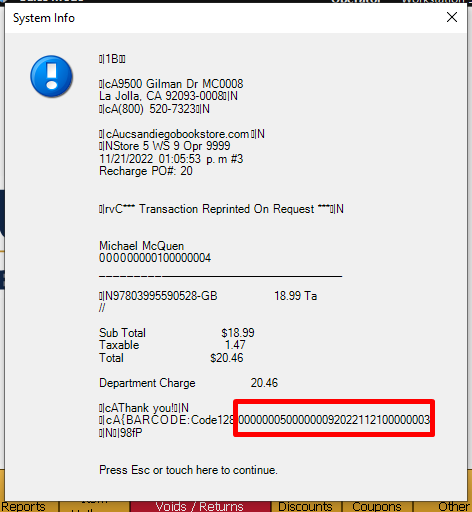 System Info
▯|1B▯▯
▯|cA9500 Gilman Dr MC0008
La Jolla, CA 92093-0008▯|N
▯|cA(800) 520-7323▯|N
▯|cAucsandiegobookstore.com▯|N
▯|NStore 5 WS 9 Opr 9999
11/21/2022 01:05:53 p. m #3
Recharge PO#: 20
▯|rvC*** Transaction Reprinted On Request ***▯|N
Michael McQuen
0000000000100000004
▯|N97803995590528-GB 18.99 Ta
//
Sub Total $18.99
Taxable 1.47
Total $20.46
Department Charge 20.46
▯|cAThank you!▯|N
▯|cA{BARCODE:Code128,00000005000000092022112100000003
▯|N▯|98fP
Press Esc or touch here to continue.
Reports Voids / Returns Discounts Coupons Other